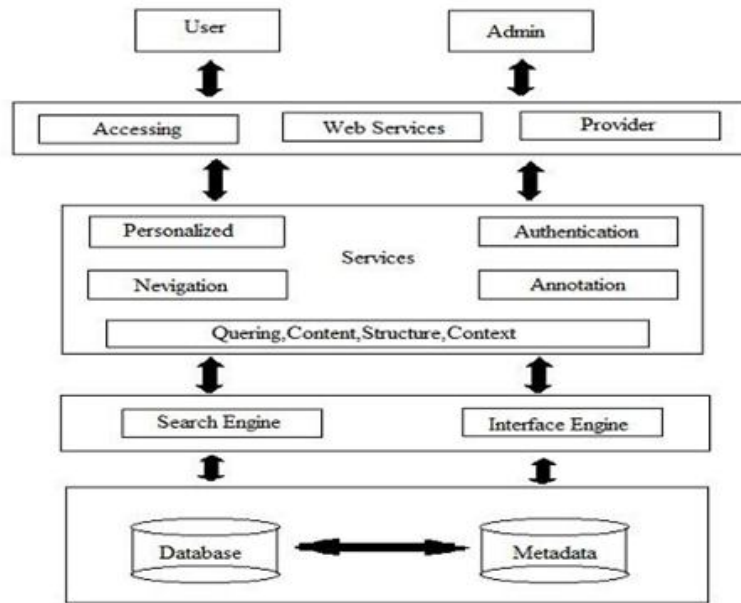 User
Admin
Accessing
Web Services
Provider
Personalized
Authentication
Services
Nevigation
Annotation
Quering,Content,Structure,Context
Search Engine
Interface Engine
Database
Metadata